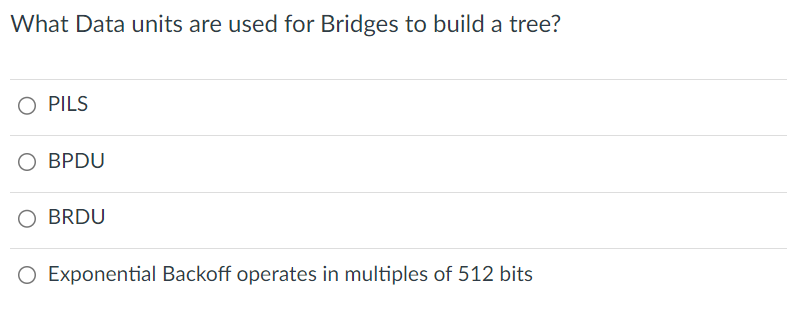 What Data units are used for Bridges to build a tree?
PILS
BPDU
BRDU
Exponential Backoff operates in multiples of 512 bits